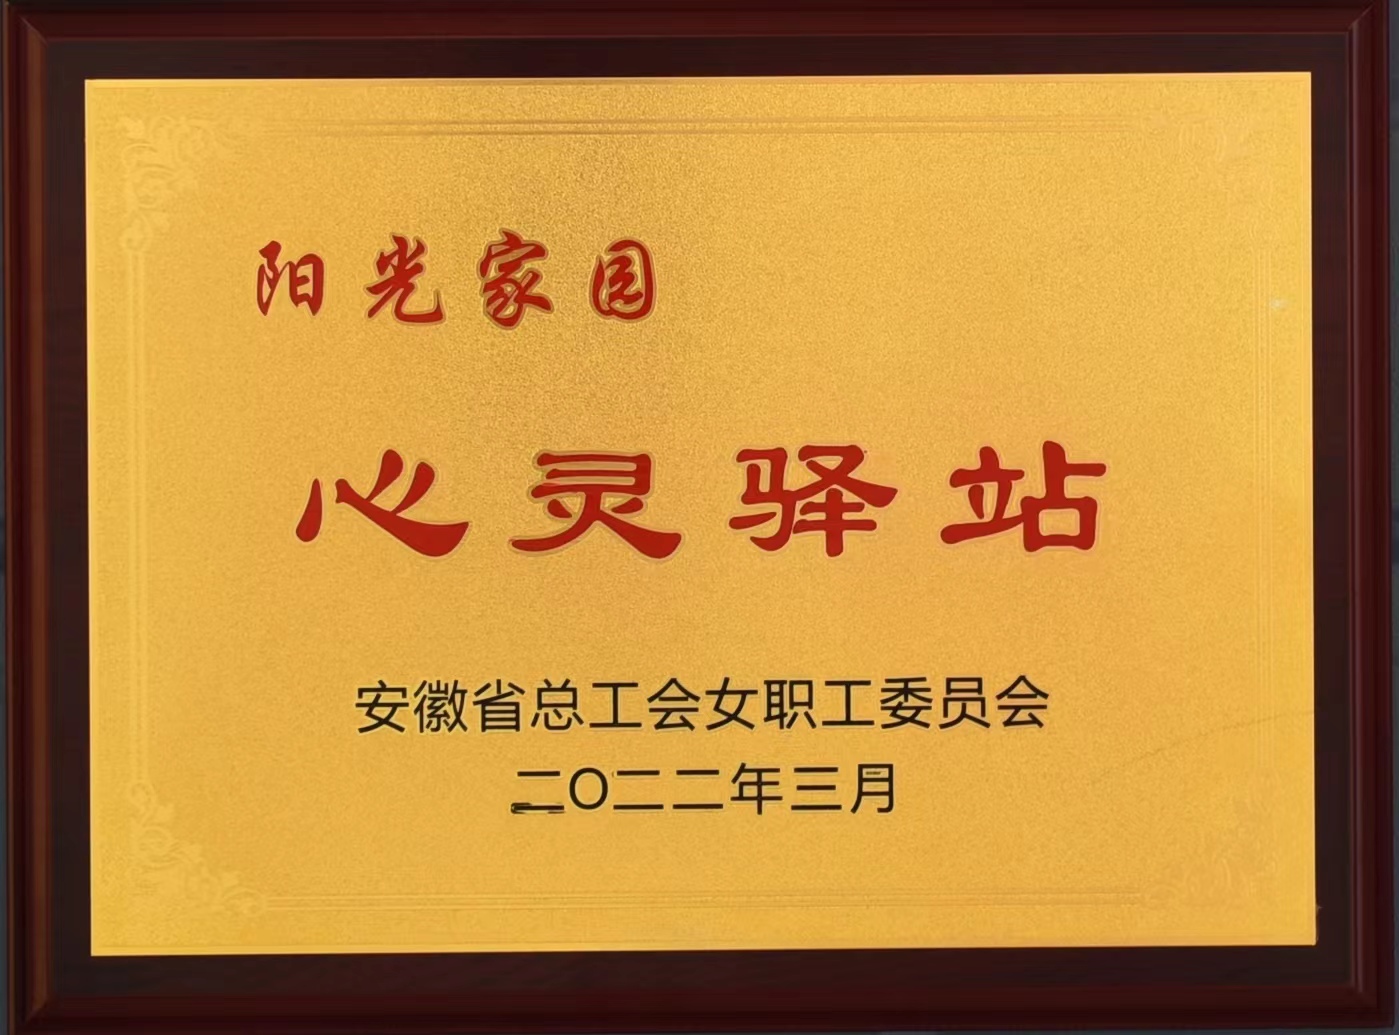 阳光家园
心灵驿站
安徽省总工会女职工委员会
二〇二二年三月